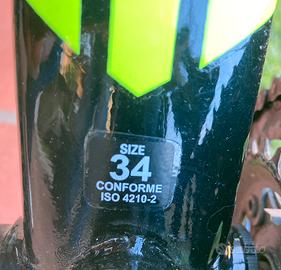 SIZE
34
CONFORME
ISO 4210-2